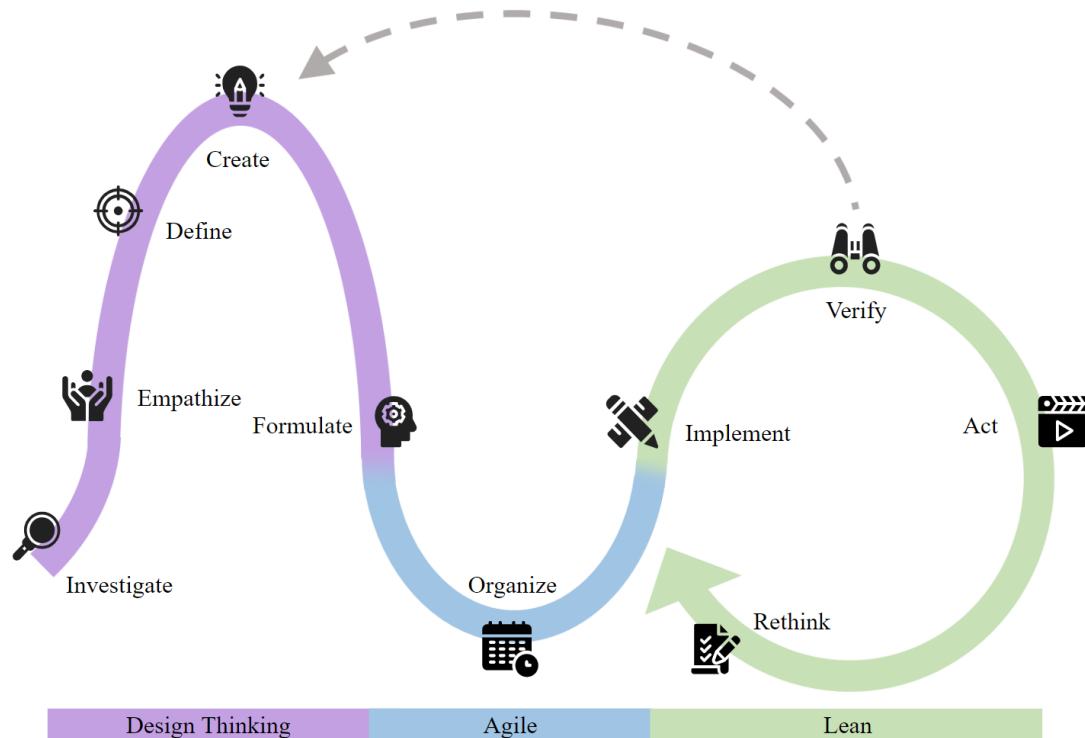 Create
Define
Empathize
Formulate
Investigate
Organize
Implement
Verify
Act
Rethink
Design Thinking
Agile
Lean